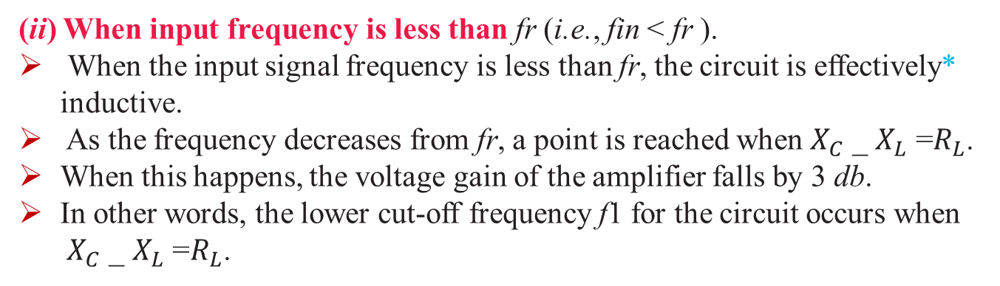 (ii) When input frequency is less than fr (i.e., fin < fr ).
➢ When the input signal frequency is less than fr, the circuit is effectively*
inductive.
➢ As the frequency decreases from fr, a point is reached when X_C _ X_L =R_L.
➢ When this happens, the voltage gain of the amplifier falls by 3 db.
➢ In other words, the lower cut-off frequency f1 for the circuit occurs when
X_C _ X_L =R_L.